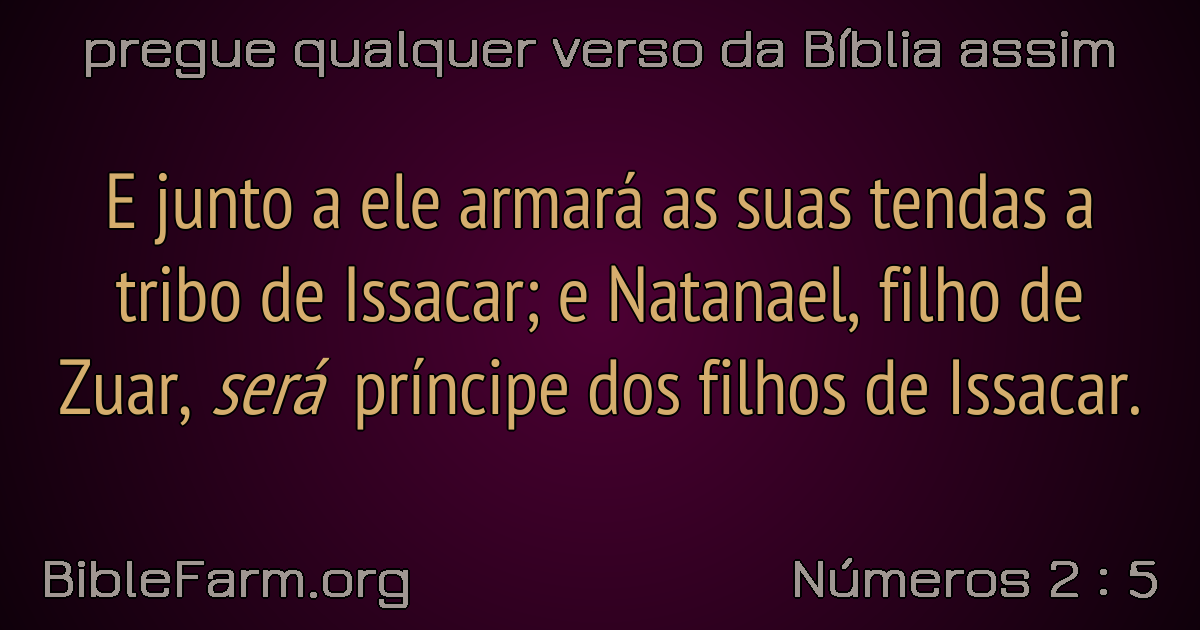 pregue qualquer verso da Bíblia assim
E junto a ele armará as suas tendas a
tribo de Issacar; e Natanael, filho de
Zuar, será príncipe dos filhos de Issacar.
BibleFarm.org
Números 2 : 5